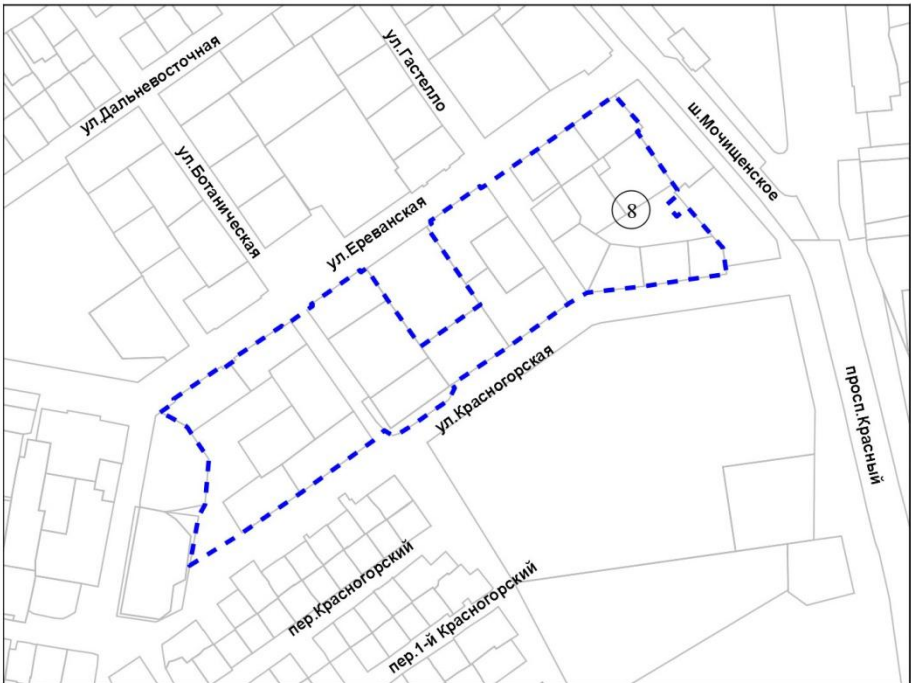 ул.Дальневосточная
ул.Гастелло
ш.Мочищенское
ул.Ботаническая
ул.Ереванская
8
ул.Красногорская
просп.Красный
пер.Красногорский
пер.1-й Красногорский